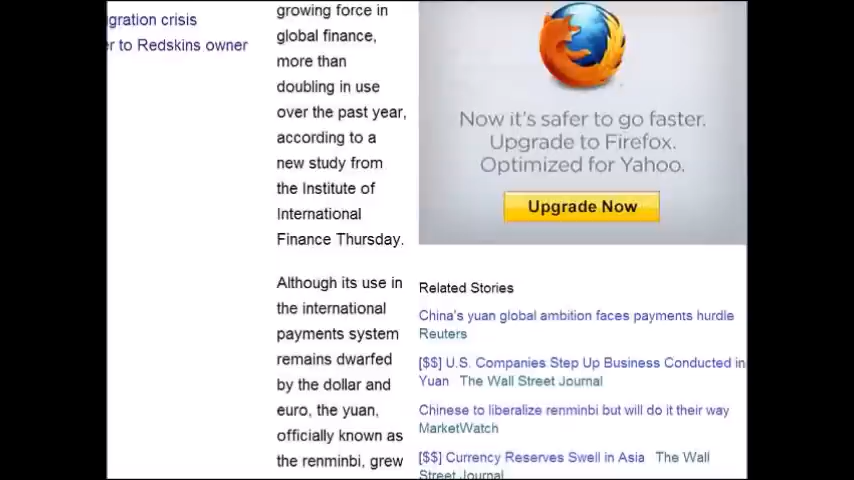 igration crisis
er to Redskins owner
growing force in
global finance,
more than
doubling in use
over the past year,
according to a
new study from
the Institute of
International
Finance Thursday.
Although its use in
the international
payments system
remains dwarfed
by the dollar and
euro, the yuan,
officially known as
the renminbi, grew
Now it's safer to go faster.
Upgrade to Firefox.
Optimized for Yahoo.
Upgrade Now
Related Stories
China's yuan global ambition faces payments hurdle
Reuters
[$$] U.S. Companies Step Up Business Conducted in
Yuan The Wall Street Journal
Chinese to liberalize renminbi but will do it their way
MarketWatch
[$$] Currency Reserves Swell in Asia The Wall
Street Journal